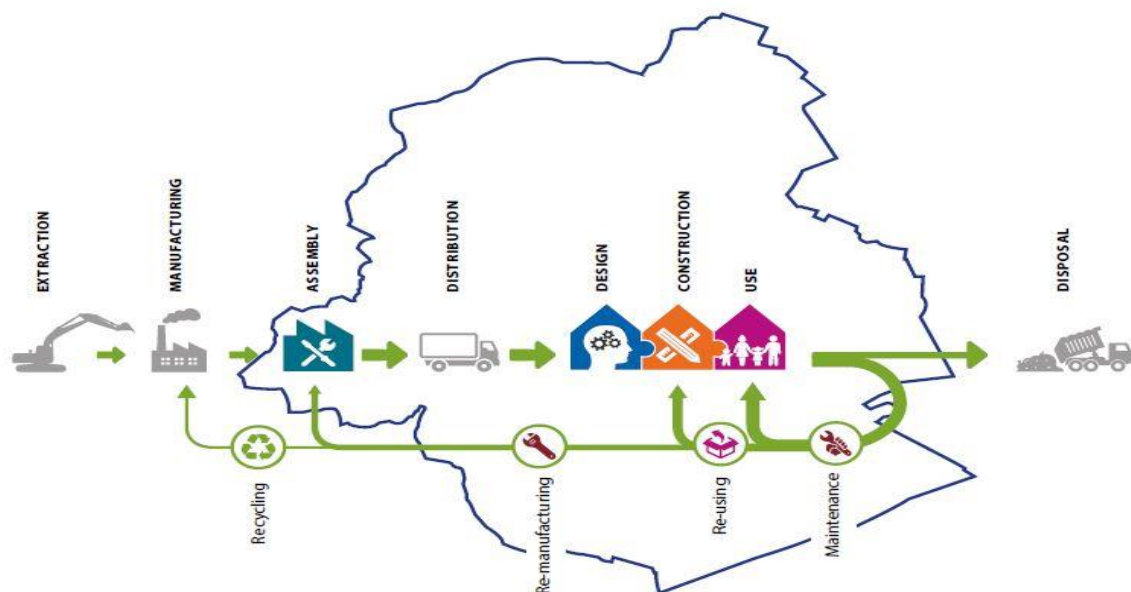 EXTRACTION
MANUFACTURING
ASSEMBLY
DISTRIBUTION
DESIGN
CONSTRUCTION
USE
DISPOSAL
Recycling
Re-manufacturing
Re-using
Maintenance